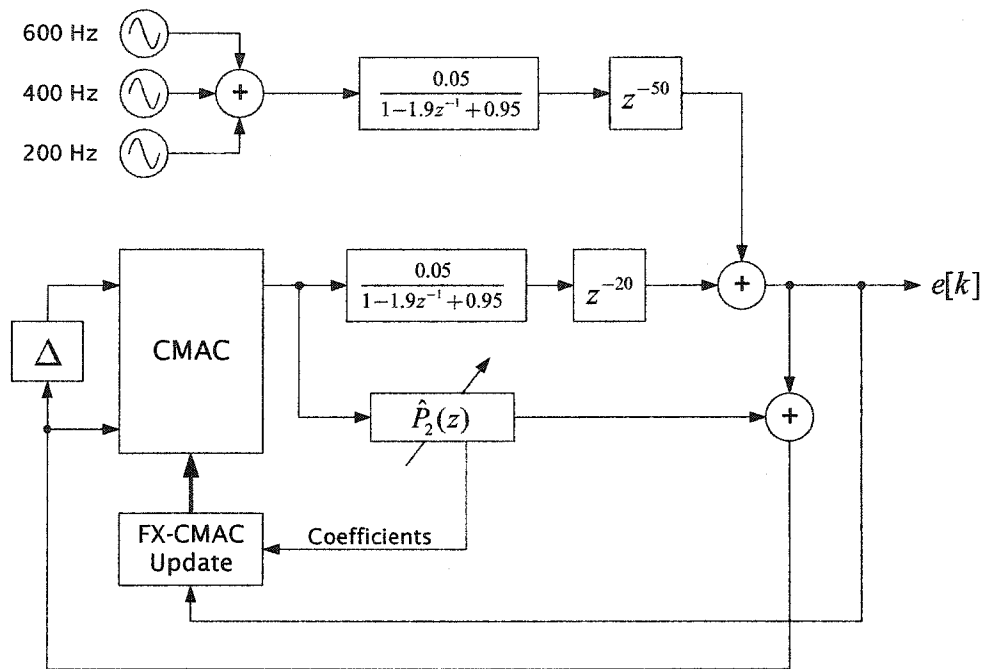 600 Hz
400 Hz
200 Hz
+
0.05
1−1.9z⁻¹+0.95
z⁻⁵⁰
CMAC
Δ
0.05
1−1.9z⁻¹+0.95
z⁻²⁰
+
e[k]
P̂₂(z)
+
FX-CMAC
Update
Coefficients